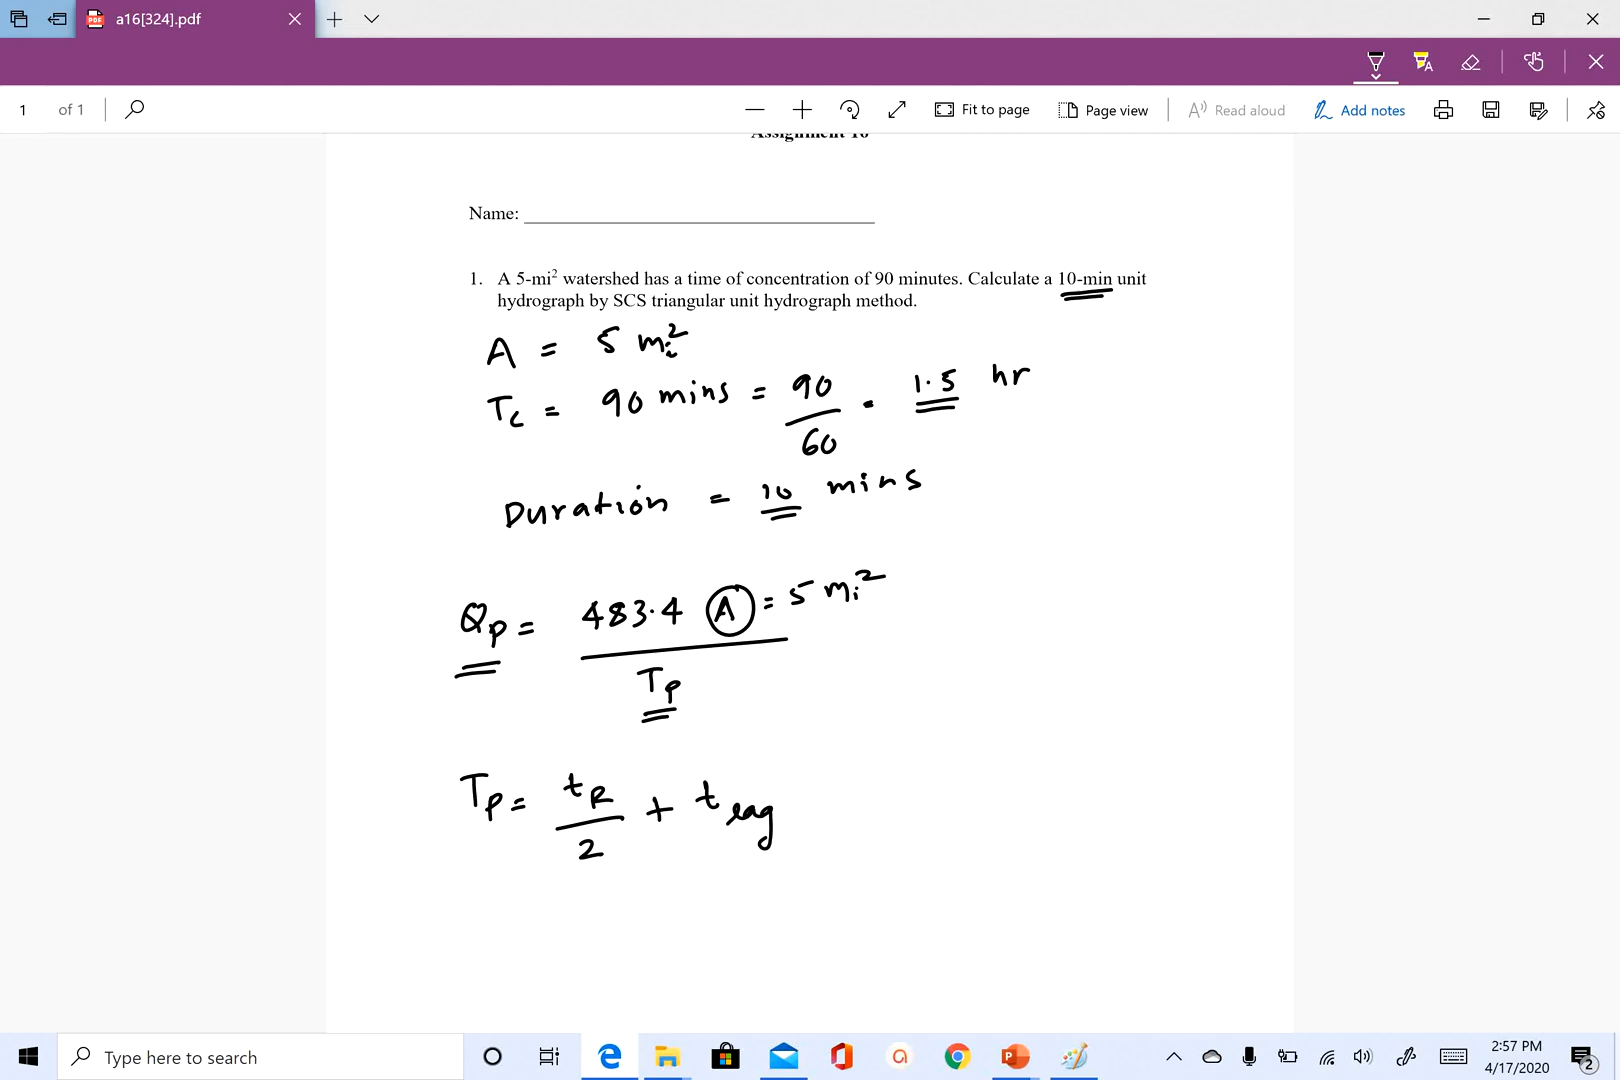 a16[324].pdf
1 of 1
Fit to page
Page view
Read aloud
Add notes
Assignment 16
Name:
1. A 5-mi² watershed has a time of concentration of 90 minutes. Calculate a 10-min unit
hydrograph by SCS triangular unit hydrograph method.
A = 5 mi²
Tc = 90 mins = 90/60 = 1.5 hr
Duration = 10 mins
Qp = 483.4 A / Tp
A = 5 mi²
Tp = tR/2 + tlag
Type here to search
2:57 PM
4/17/2020
2